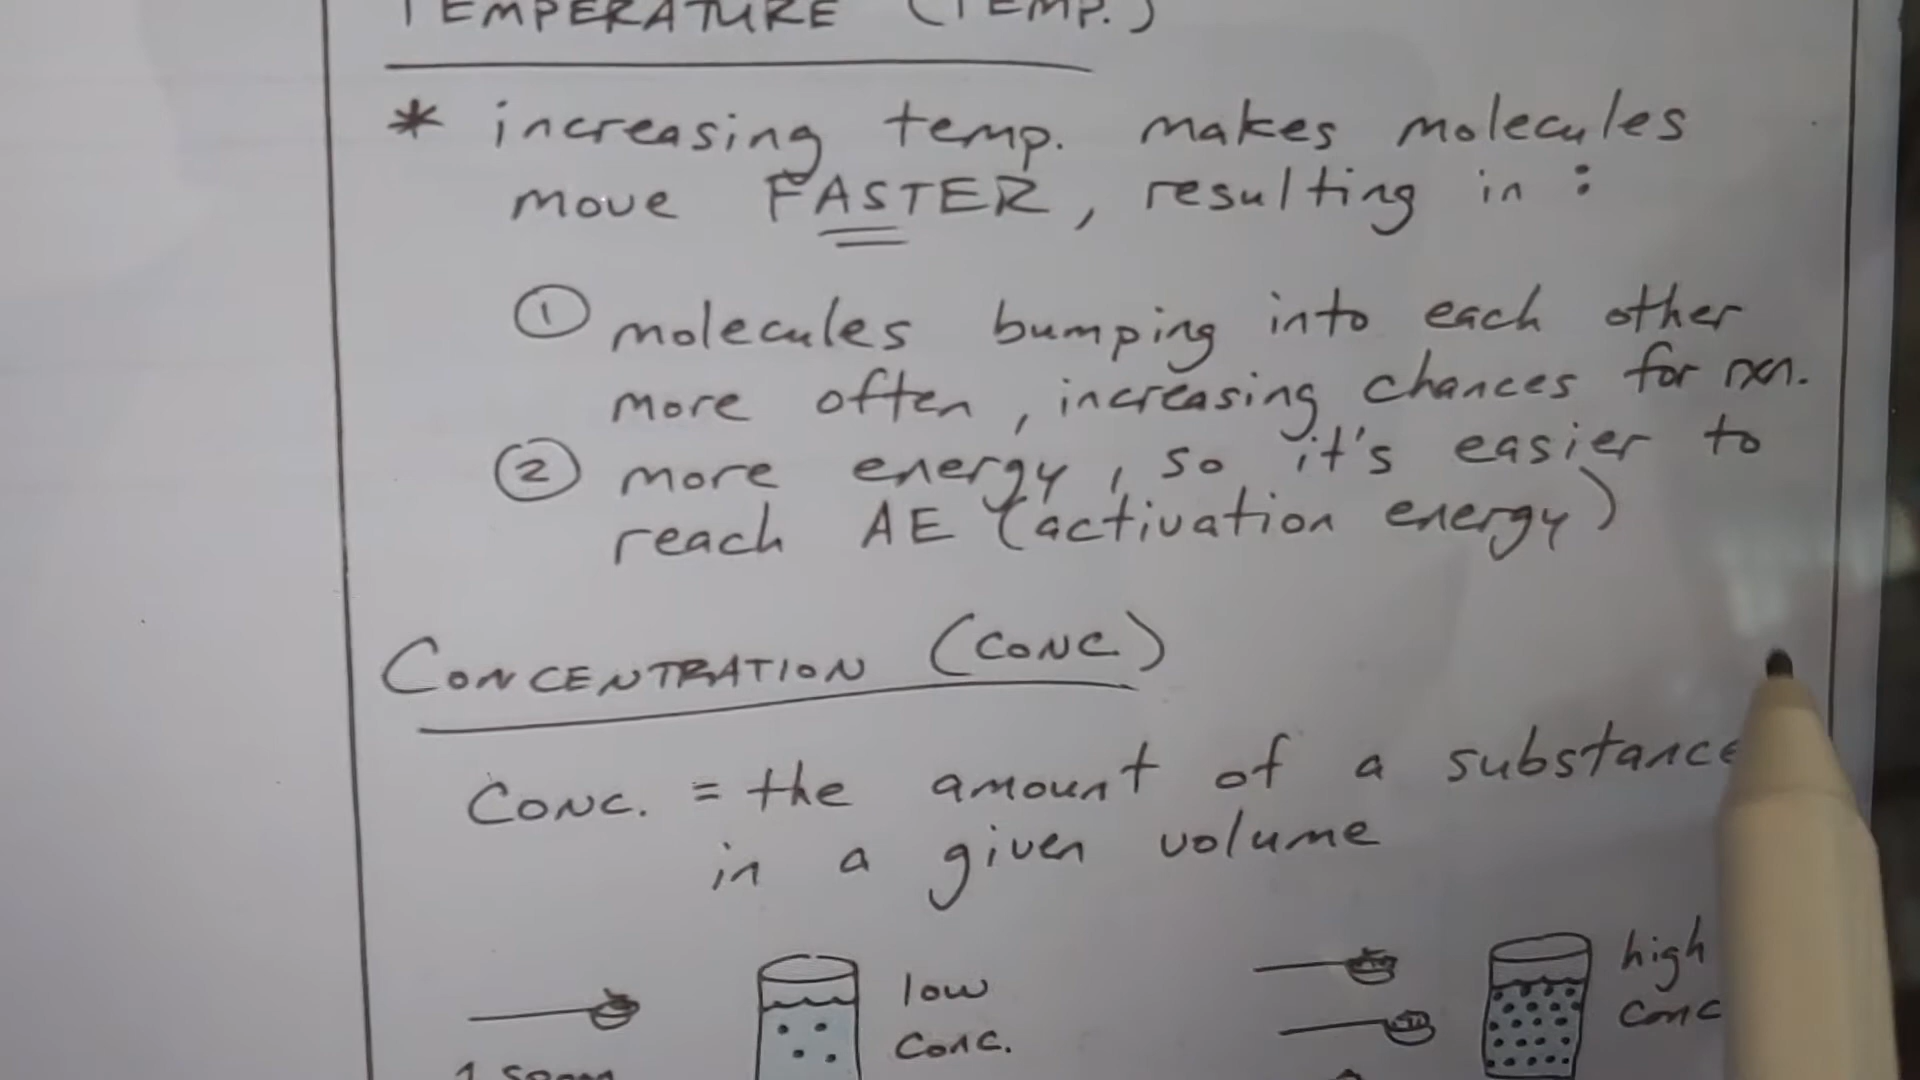 TEMPERATURE (TEMP.)
* increasing temp. makes molecules
move FASTER, resulting in :
① molecules bumping into each other
more often, increasing chances for rxn.
② more energy, so it's easier to
reach AE (activation energy)
CONCENTRATION (CONC)
CONC. = the amount of a substance
in a given volume
low
conc.
high
conc
1 spoon